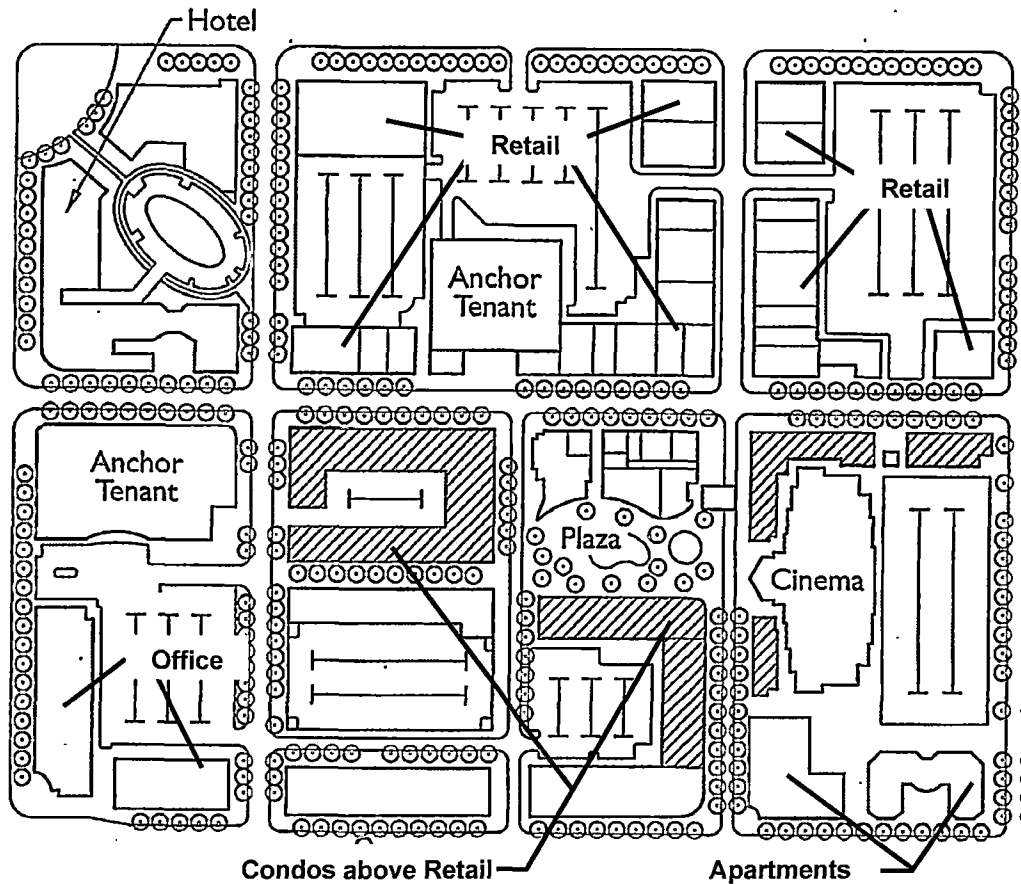 Hotel
Retail
Retail
Anchor
Tenant
Anchor
Tenant
Plaza
Cinema
Office
Condos above Retail
Apartments